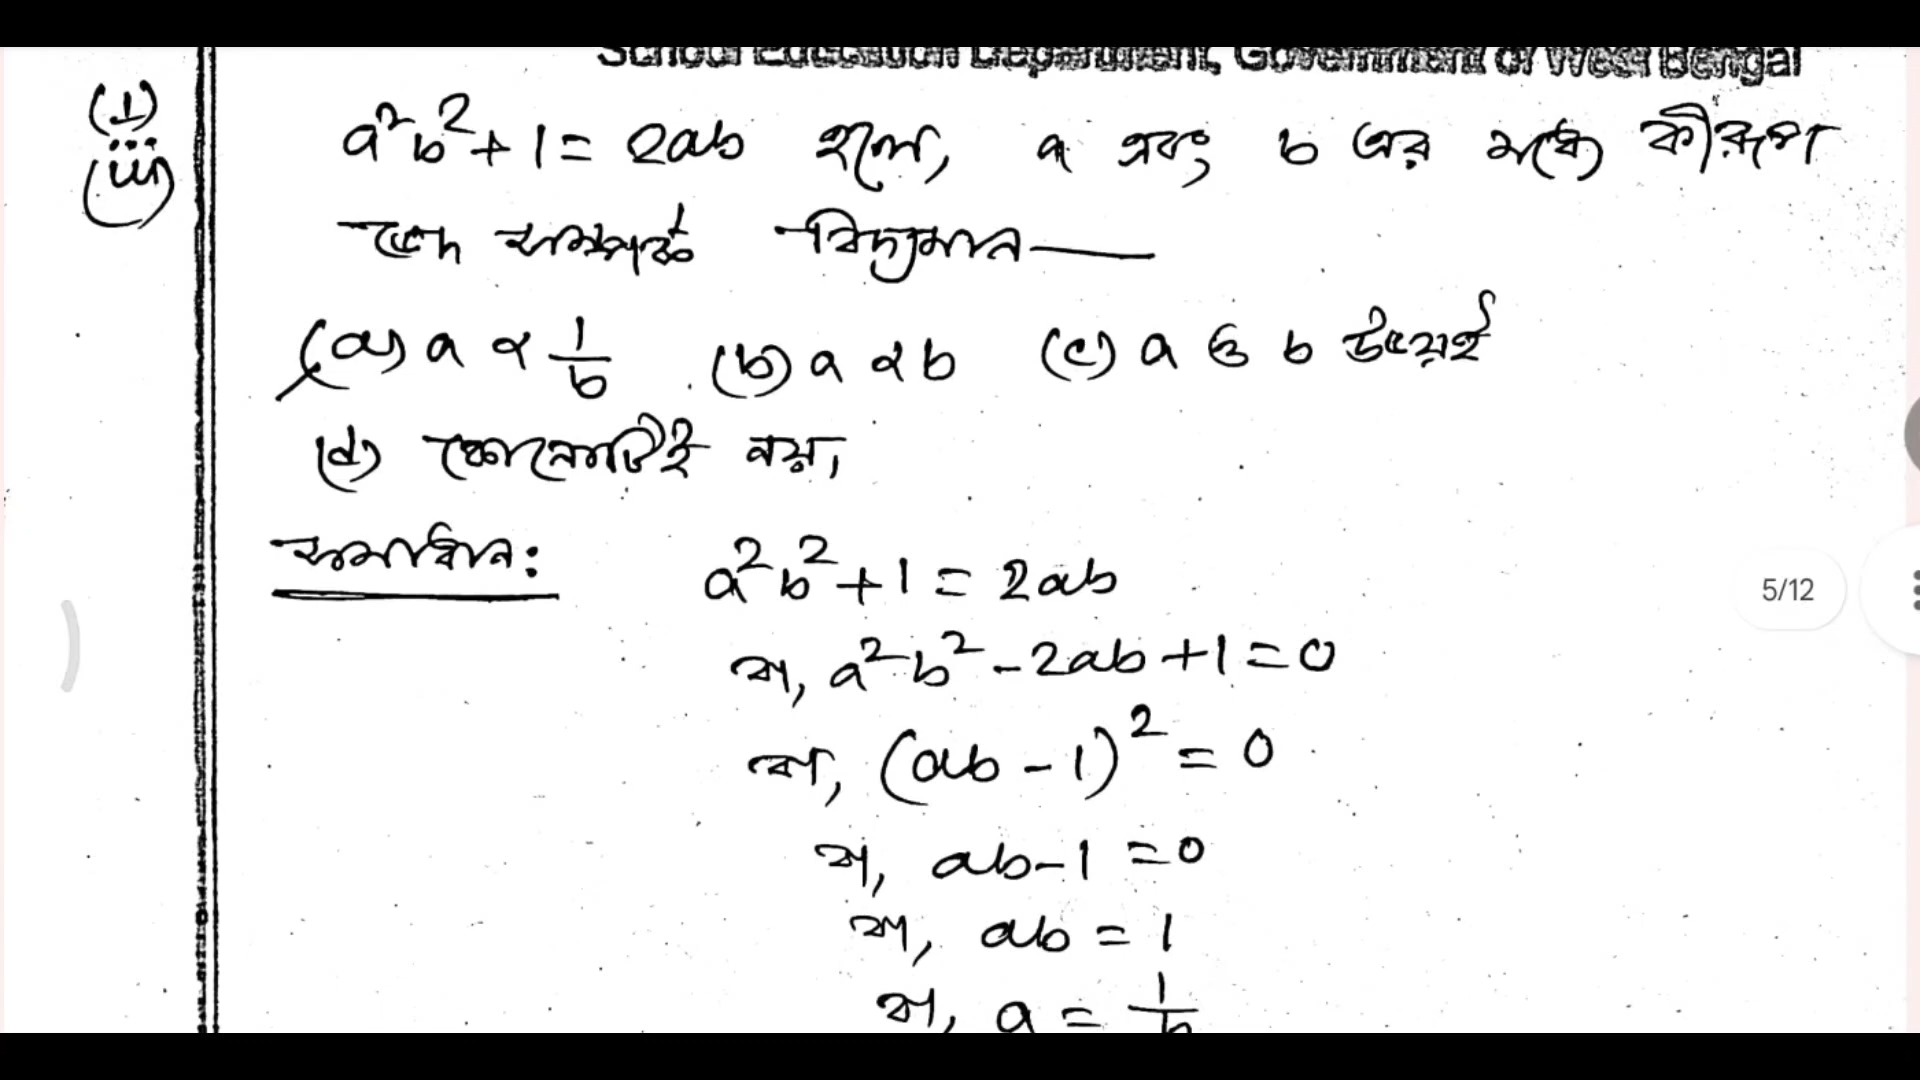 School Education Department, Government of West Bengal
(1)
(iii)
a²b²+1 = 2ab হলে, a এবং b এর মধ্যে কীরূপ
ভেদ সম্পর্ক বিদ্যমান —
(a) a ∝ 1/b (b) a ∝ b (c) a ও b উভয়ই
(d) কোনোটিই নয়।
সমাধান:
a²b²+1 = 2ab
বা, a²b² - 2ab + 1 = 0
বা, (ab - 1)² = 0
বা, ab - 1 = 0
বা, ab = 1
বা, a = 1/b
5/12